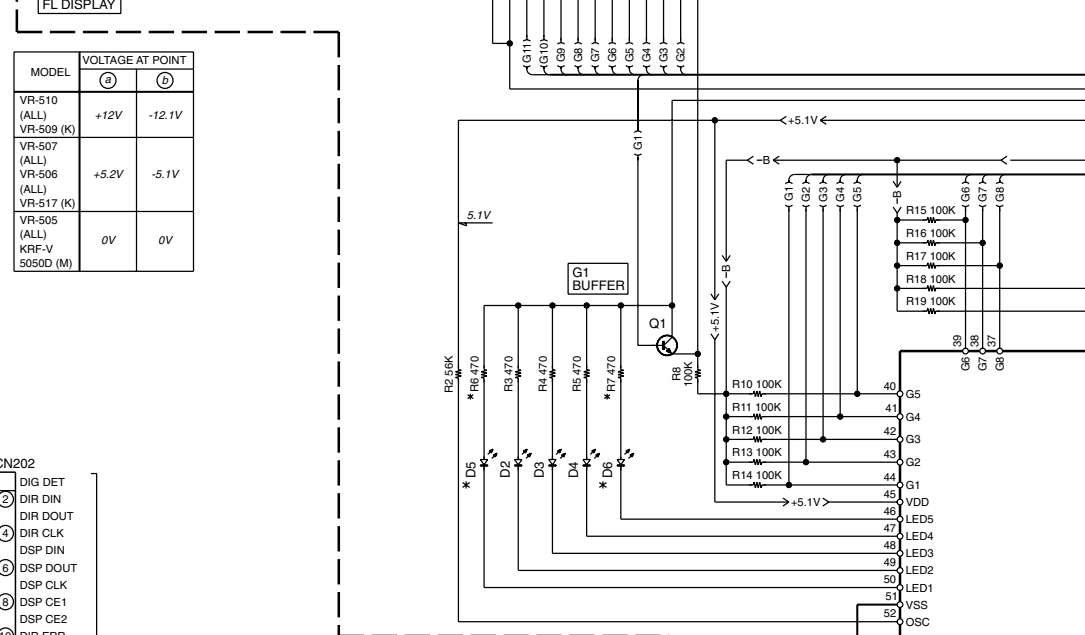 FL DISPLAY
MODEL
VOLTAGE AT POINT
a
b
VR-510
(ALL)
VR-509 (K)
+12V
-12.1V
VR-507
(ALL)
VR-506
(ALL)
VR-517 (K)
+5.2V
-5.1V
VR-505
(ALL)
KRF-V
5050D (M)
0V
0V
CN202
DIG DET
2
DIR DIN
DIR DOUT
4
DIR CLK
DSP DIN
6
DSP DOUT
DSP CLK
8
DSP CE1
DSP CE2
10
DIR ERR
G11
G10
G9
G8
G7
G6
G5
G4
G3
G2
G1
+5.1V
-B
G1
G2
G3
G4
G5
-B
G6
G7
G8
5.1V
R15 100K
R16 100K
R17 100K
R18 100K
R19 100K
G1
BUFFER
-B
+5.1V
Q1
39
38
37
G6
G7
G8
R2 56K
* R6 470
R3 470
R4 470
R5 470
* R7 470
R8
100K
R10 100K
40
G5
R11 100K
41
G4
R12 100K
42
G3
R13 100K
43
G2
R14 100K
44
G1
* D5
D2
D3
D4
* D6
+5.1V
45
VDD
46
LED5
47
LED4
48
LED3
49
LED2
50
LED1
51
VSS
52
OSC